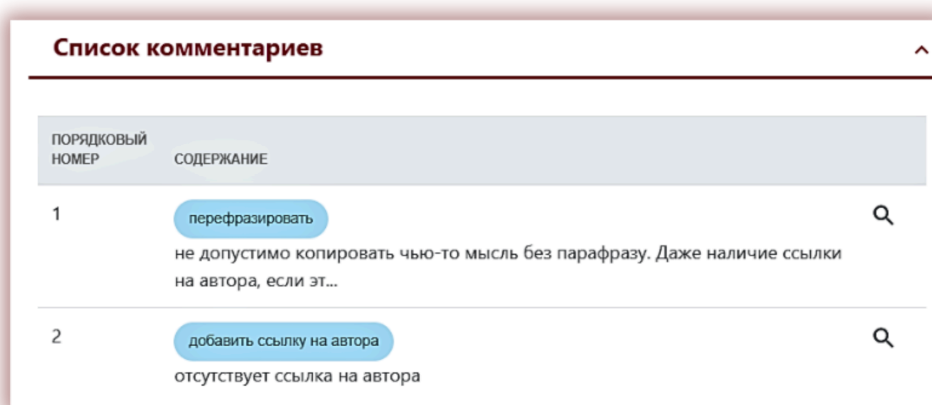 Список комментариев
ПОРЯДКОВЫЙ
НОМЕР
СОДЕРЖАНИЕ
1
перефразировать
не допустимо копировать чью-то мысль без парафразу. Даже наличие ссылки
на автора, если эт...
2
добавить ссылку на автора
отсутствует ссылка на автора